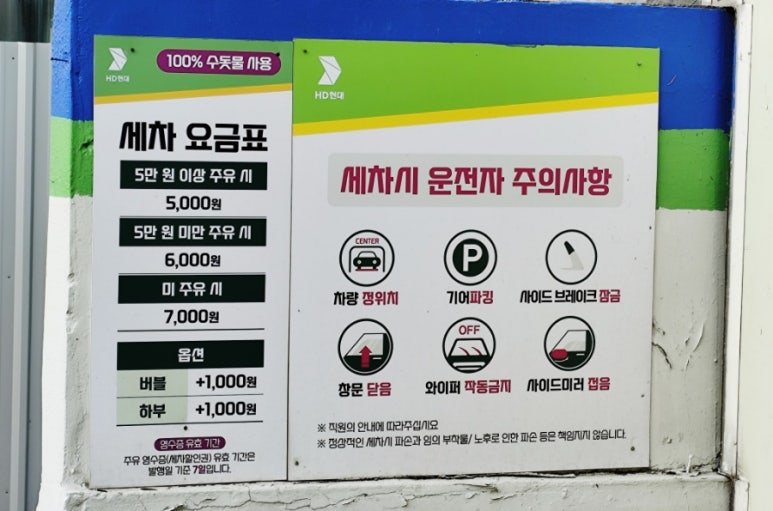 HD현대
100% 수돗물 사용
세차 요금표
5만 원 이상 주유 시
5,000원
5만 원 미만 주유 시
6,000원
미 주유 시
7,000원
옵션
버블 +1,000원
하부 +1,000원
영수증 유효 기간
주유 영수증(세차할인권) 유효 기간은
발행일 기준 7일입니다.
HD현대
세차시 운전자 주의사항
CENTER
P
차량 정위치 기어파킹 사이드 브레이크 잠금
OFF
창문 닫음 와이퍼 작동금지 사이드미러 접음
※ 직원의 안내에 따라주십시요
※ 정상적인 세차시 파손과 임의 부착물/ 노후로 인한 파손 등은 책임지지 않습니다.